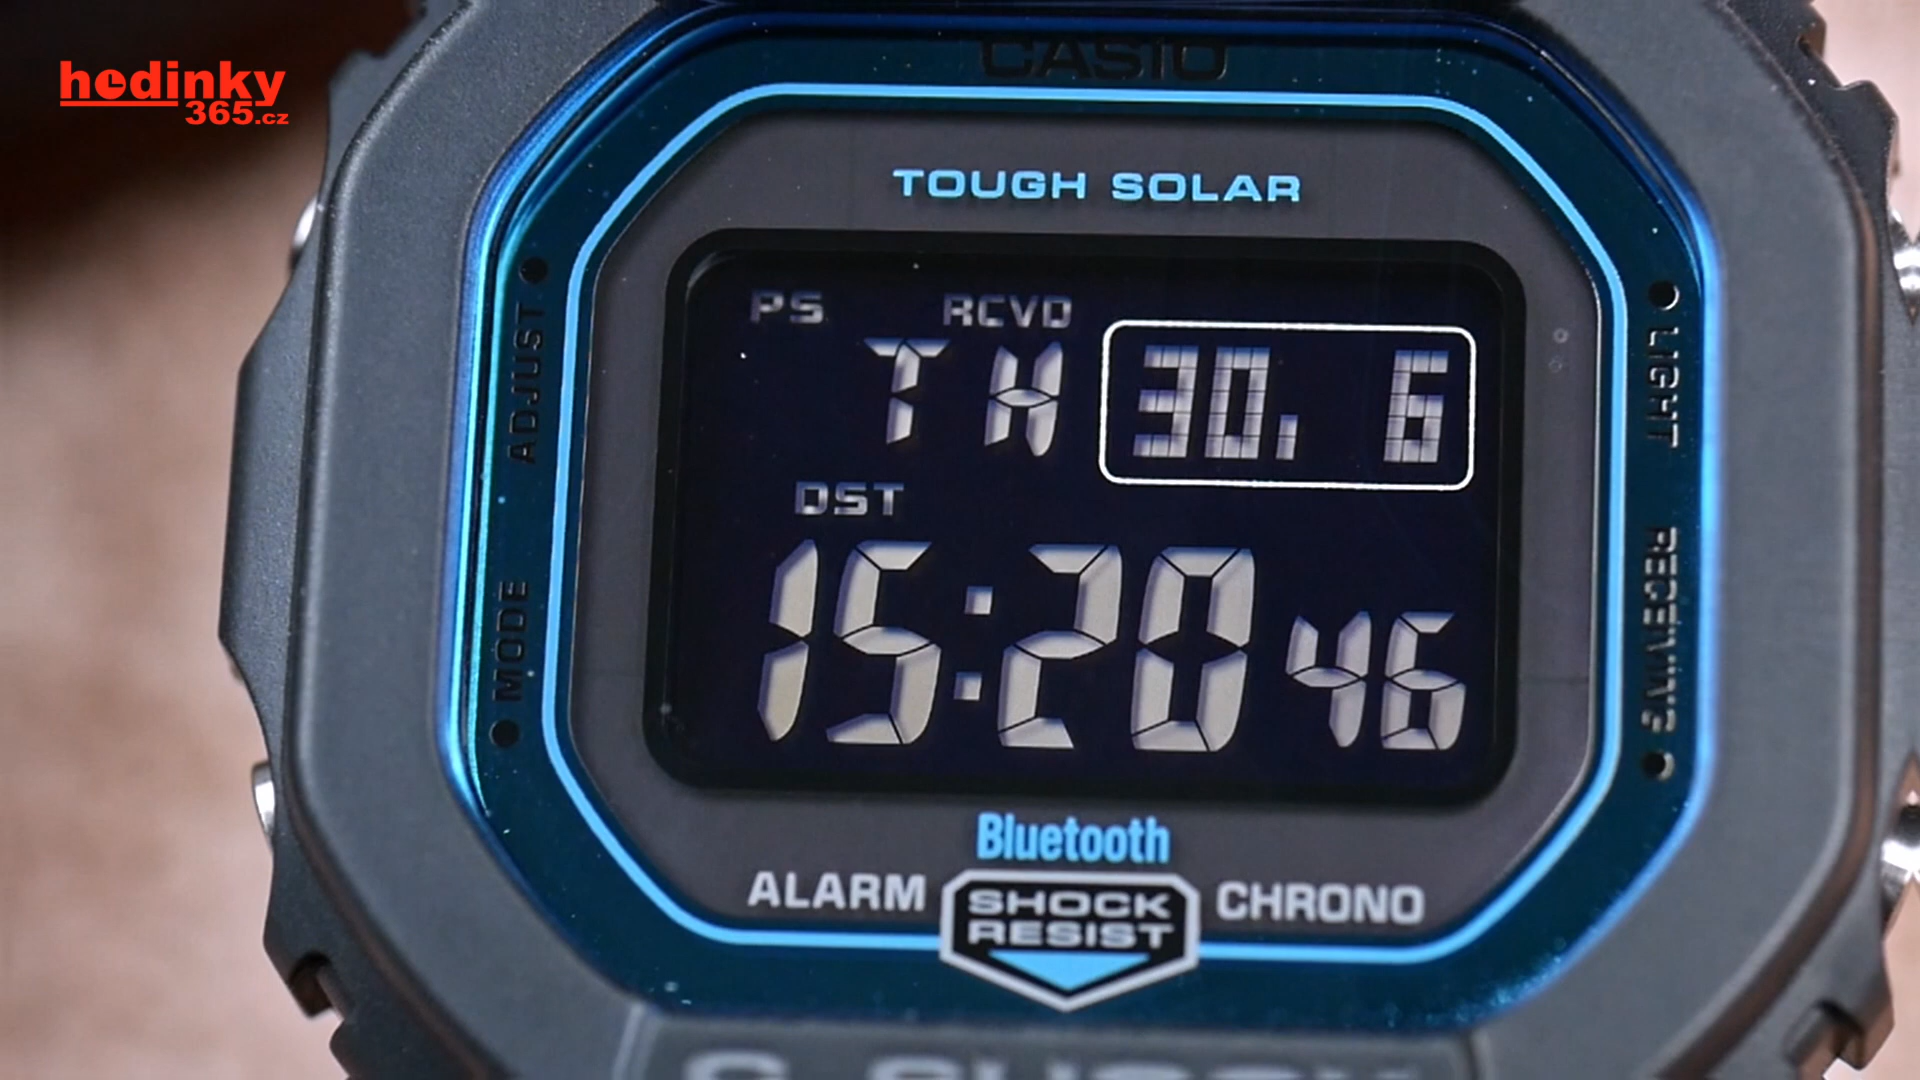 hodinky
365.cz
CASIO
TOUGH SOLAR
ADJUST
LIGHT
PS RCVD
TH 30. 6
DST
15:20 46
MODE
RECEIVING
Bluetooth
ALARM SHOCK RESIST CHRONO
G-SHOCK